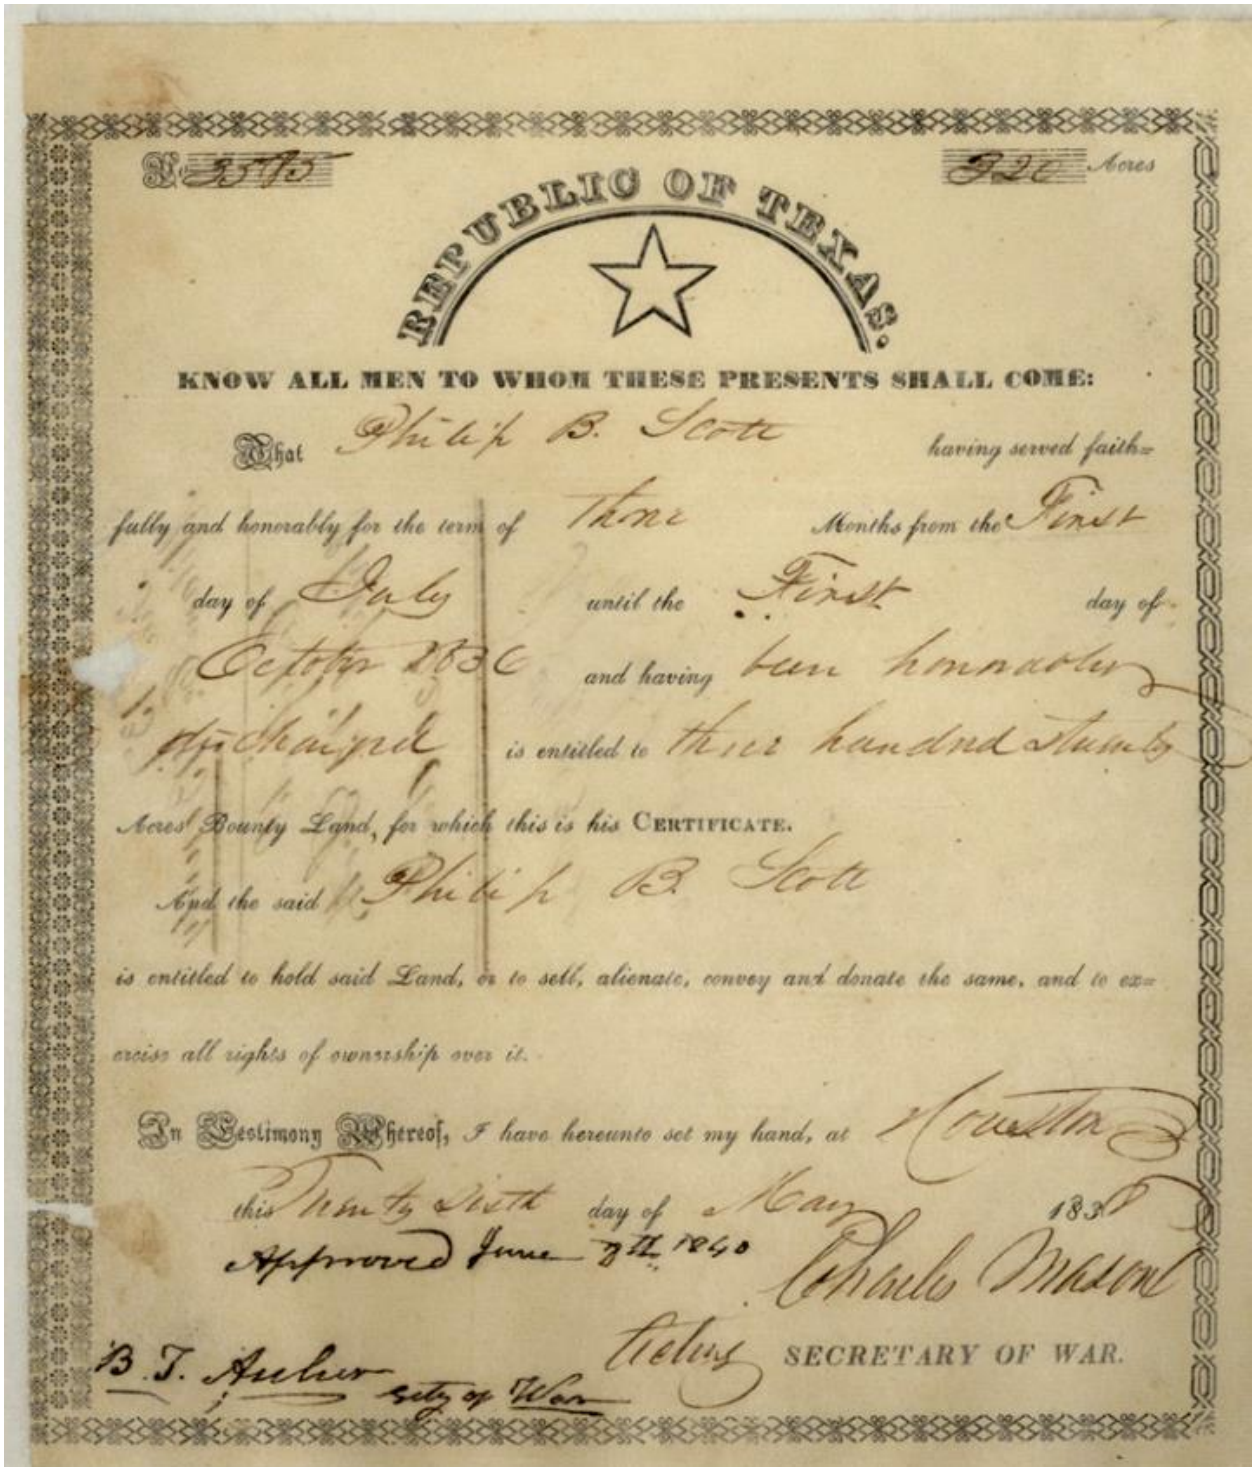 No. 3595 320 Acres
REPUBLIC OF TEXAS.
KNOW ALL MEN TO WHOM THESE PRESENTS SHALL COME:
That Philip B. Scott having served faith=
fully and honorably for the term of three Months from the First
day of July until the First day of
October 1836 and having been honorably
discharged is entitled to three hundred & twenty
Acres Bounty Land, for which this is his CERTIFICATE.
And the said Philip B. Scott
is entitled to hold said Land, or to sell, alienate, convey and donate the same, and to ex=
ercise all rights of ownership over it.
In Testimony Whereof, I have hereunto set my hand, at Houston
this Twenty Sixth day of May 1838
Approved June 1840
Charles Mason
Acting SECRETARY OF WAR.
B. T. Archer
Secty of War